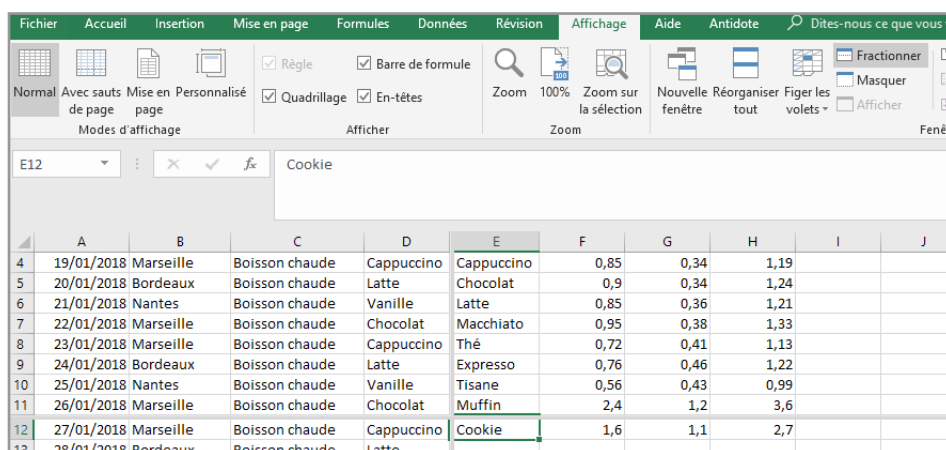 Fichier Accueil Insertion Mise en page Formules Données Révision Affichage Aide Antidote Dites-nous ce que vous
Normal Avec sauts de page Mise en page Personnalisé
Modes d'affichage
Règle Barre de formule
Quadrillage En-têtes
Afficher
Zoom 100% Zoom sur la sélection
Zoom
Nouvelle fenêtre Réorganiser tout Figer les volets
Fractionner
Masquer
Afficher
Fenê
E12 fx Cookie
A B C D E F G H I J
4 19/01/2018 Marseille Boisson chaude Cappuccino Cappuccino 0,85 0,34 1,19
5 20/01/2018 Bordeaux Boisson chaude Latte Chocolat 0,9 0,34 1,24
6 21/01/2018 Nantes Boisson chaude Vanille Latte 0,85 0,36 1,21
7 22/01/2018 Marseille Boisson chaude Chocolat Macchiato 0,95 0,38 1,33
8 23/01/2018 Marseille Boisson chaude Cappuccino Thé 0,72 0,41 1,13
9 24/01/2018 Bordeaux Boisson chaude Latte Expresso 0,76 0,46 1,22
10 25/01/2018 Nantes Boisson chaude Vanille Tisane 0,56 0,43 0,99
11 26/01/2018 Marseille Boisson chaude Chocolat Muffin 2,4 1,2 3,6
12 27/01/2018 Marseille Boisson chaude Cappuccino Cookie 1,6 1,1 2,7
13 28/01/2018 Bordeaux Boisson chaude Latte